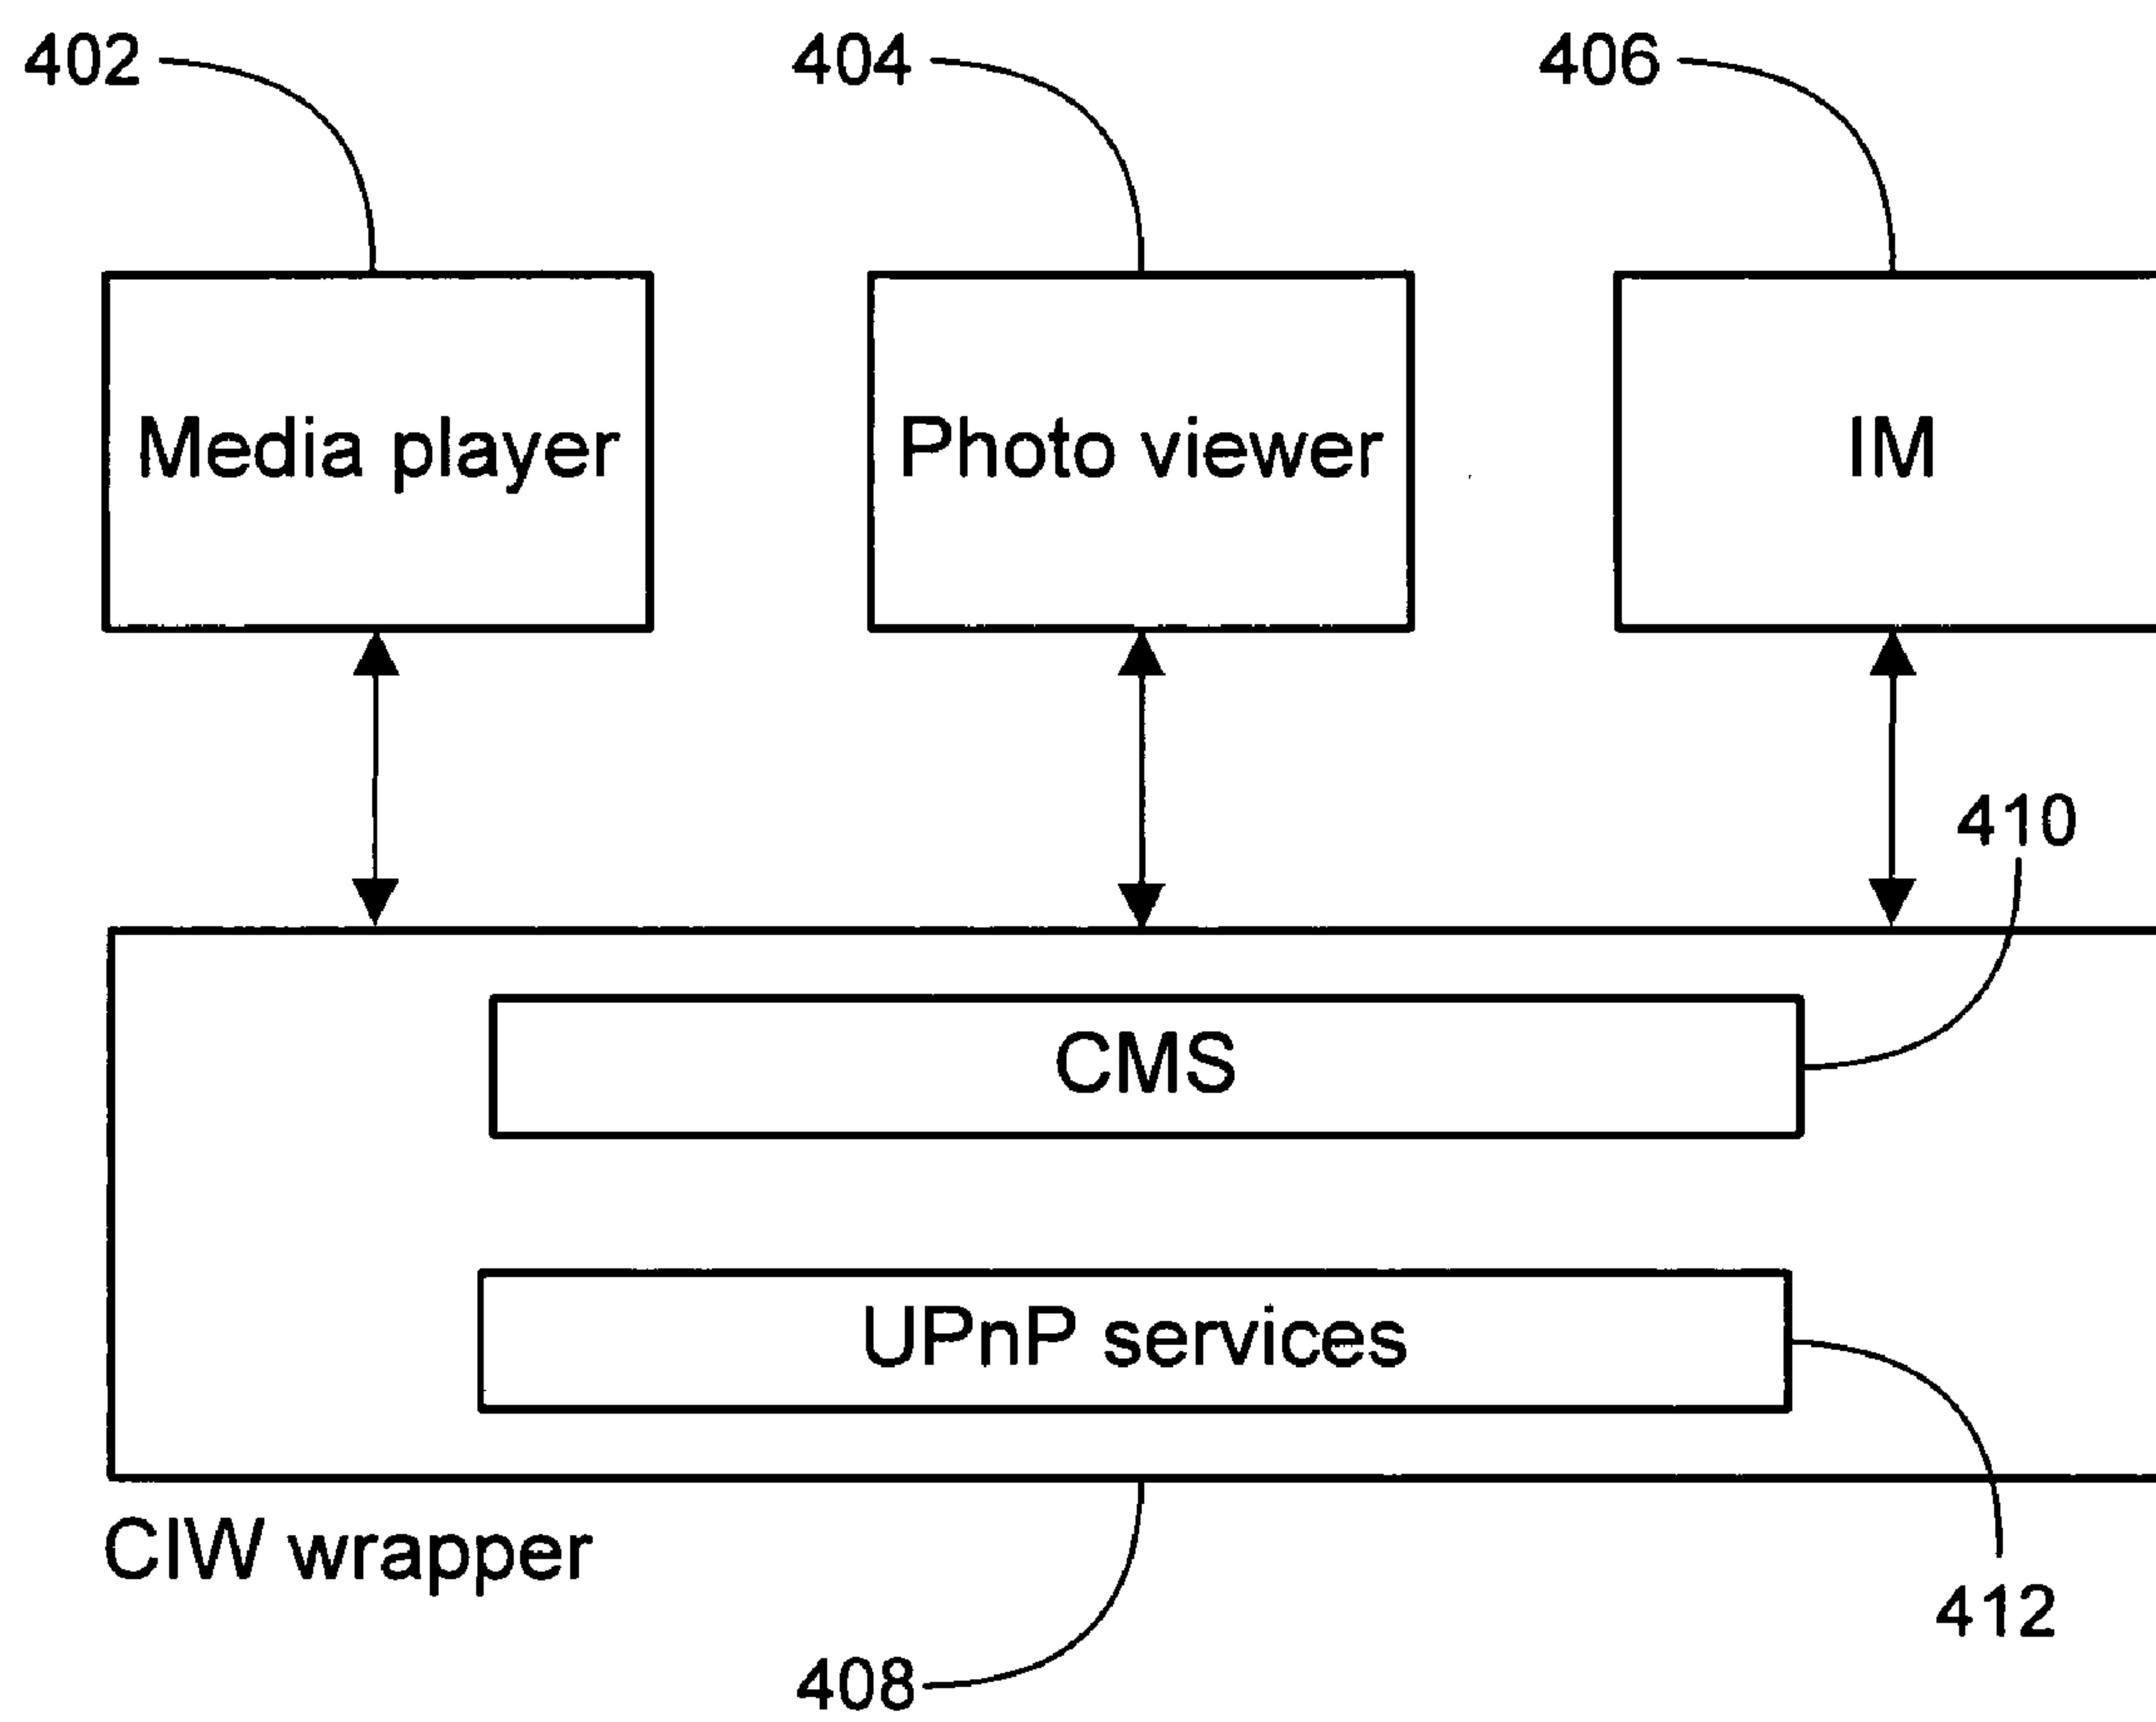 402
404
406
Media player
Photo viewer
IM
410
CMS
UPnP services
CIW wrapper
412
408